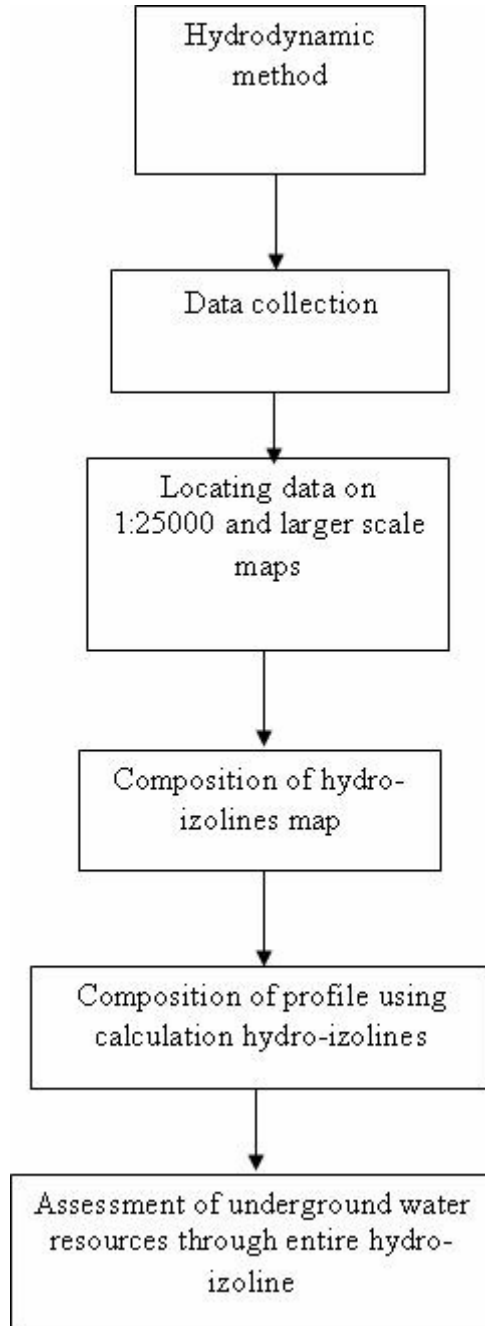 Hydrodynamic
method
Data collection
Locating data on
1:25000 and larger scale
maps
Composition of hydro-
izolines map
Composition of profile using
calculation hydro-izolines
Assessment of underground water
resources through entire hydro-
izoline